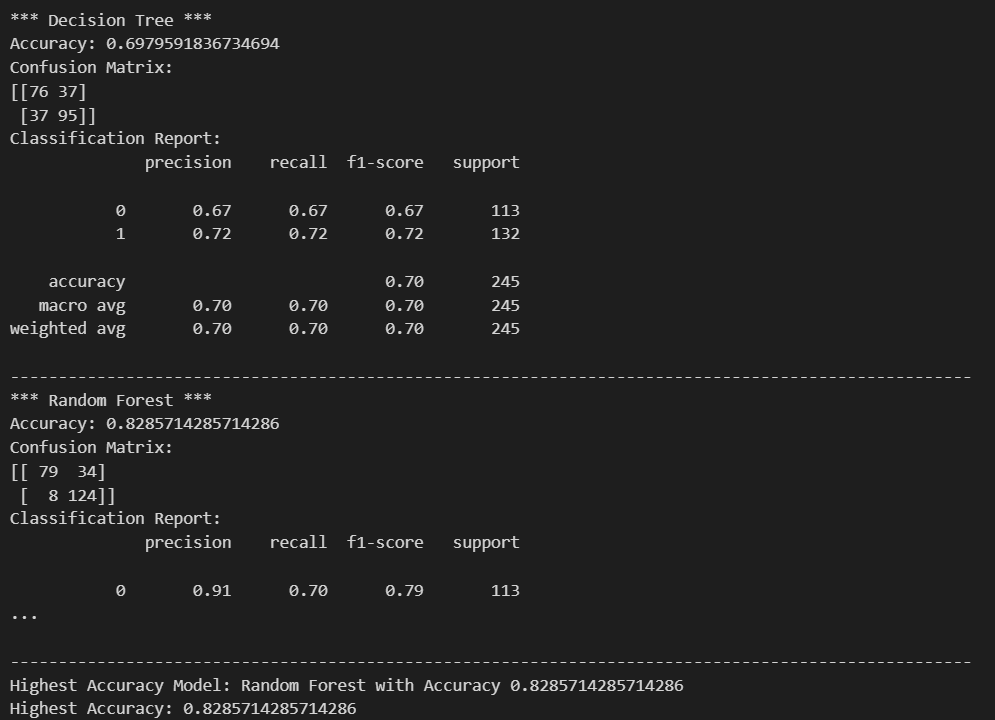 *** Decision Tree ***
Accuracy: 0.6979591836734694
Confusion Matrix:
[[76 37]
 [37 95]]
Classification Report:
              precision    recall  f1-score   support

           0       0.67      0.67      0.67       113
           1       0.72      0.72      0.72       132

    accuracy                           0.70       245
   macro avg       0.70      0.70      0.70       245
weighted avg       0.70      0.70      0.70       245

----------------------------------------------------------------------------------------------------
*** Random Forest ***
Accuracy: 0.8285714285714286
Confusion Matrix:
[[ 79  34]
 [  8 124]]
Classification Report:
              precision    recall  f1-score   support

           0       0.91      0.70      0.79       113
...

----------------------------------------------------------------------------------------------------
Highest Accuracy Model: Random Forest with Accuracy 0.8285714285714286
Highest Accuracy: 0.8285714285714286